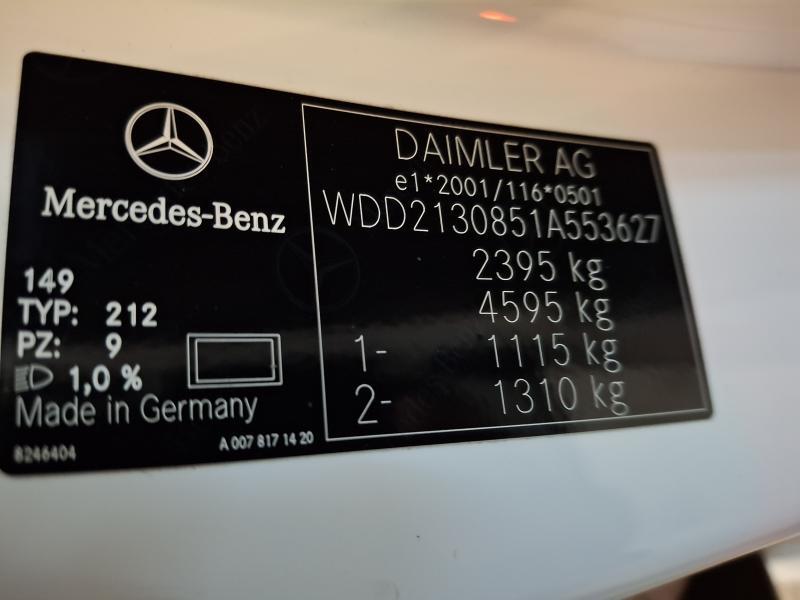 Mercedes-Benz
149
TYP: 212
PZ: 9
1,0 %
Made in Germany
8246404
A 007 817 14 20
DAIMLER AG
e1*2001/116*0501
WDD2130851A553627
2395 kg
4595 kg
1- 1115 kg
2- 1310 kg